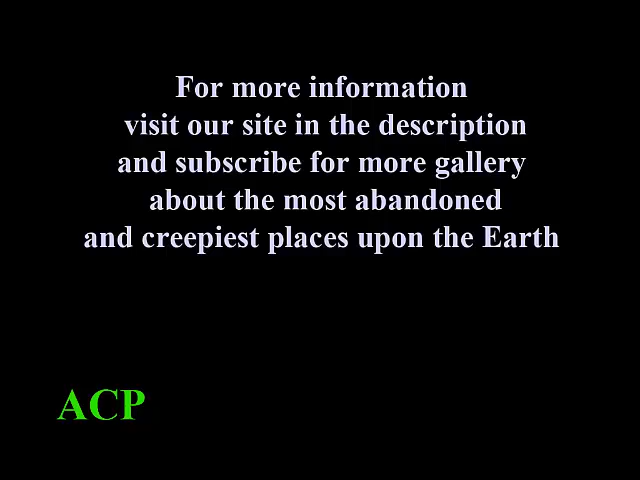 For more information
visit our site in the description
and subscribe for more gallery
about the most abandoned
and creepiest places upon the Earth
ACP